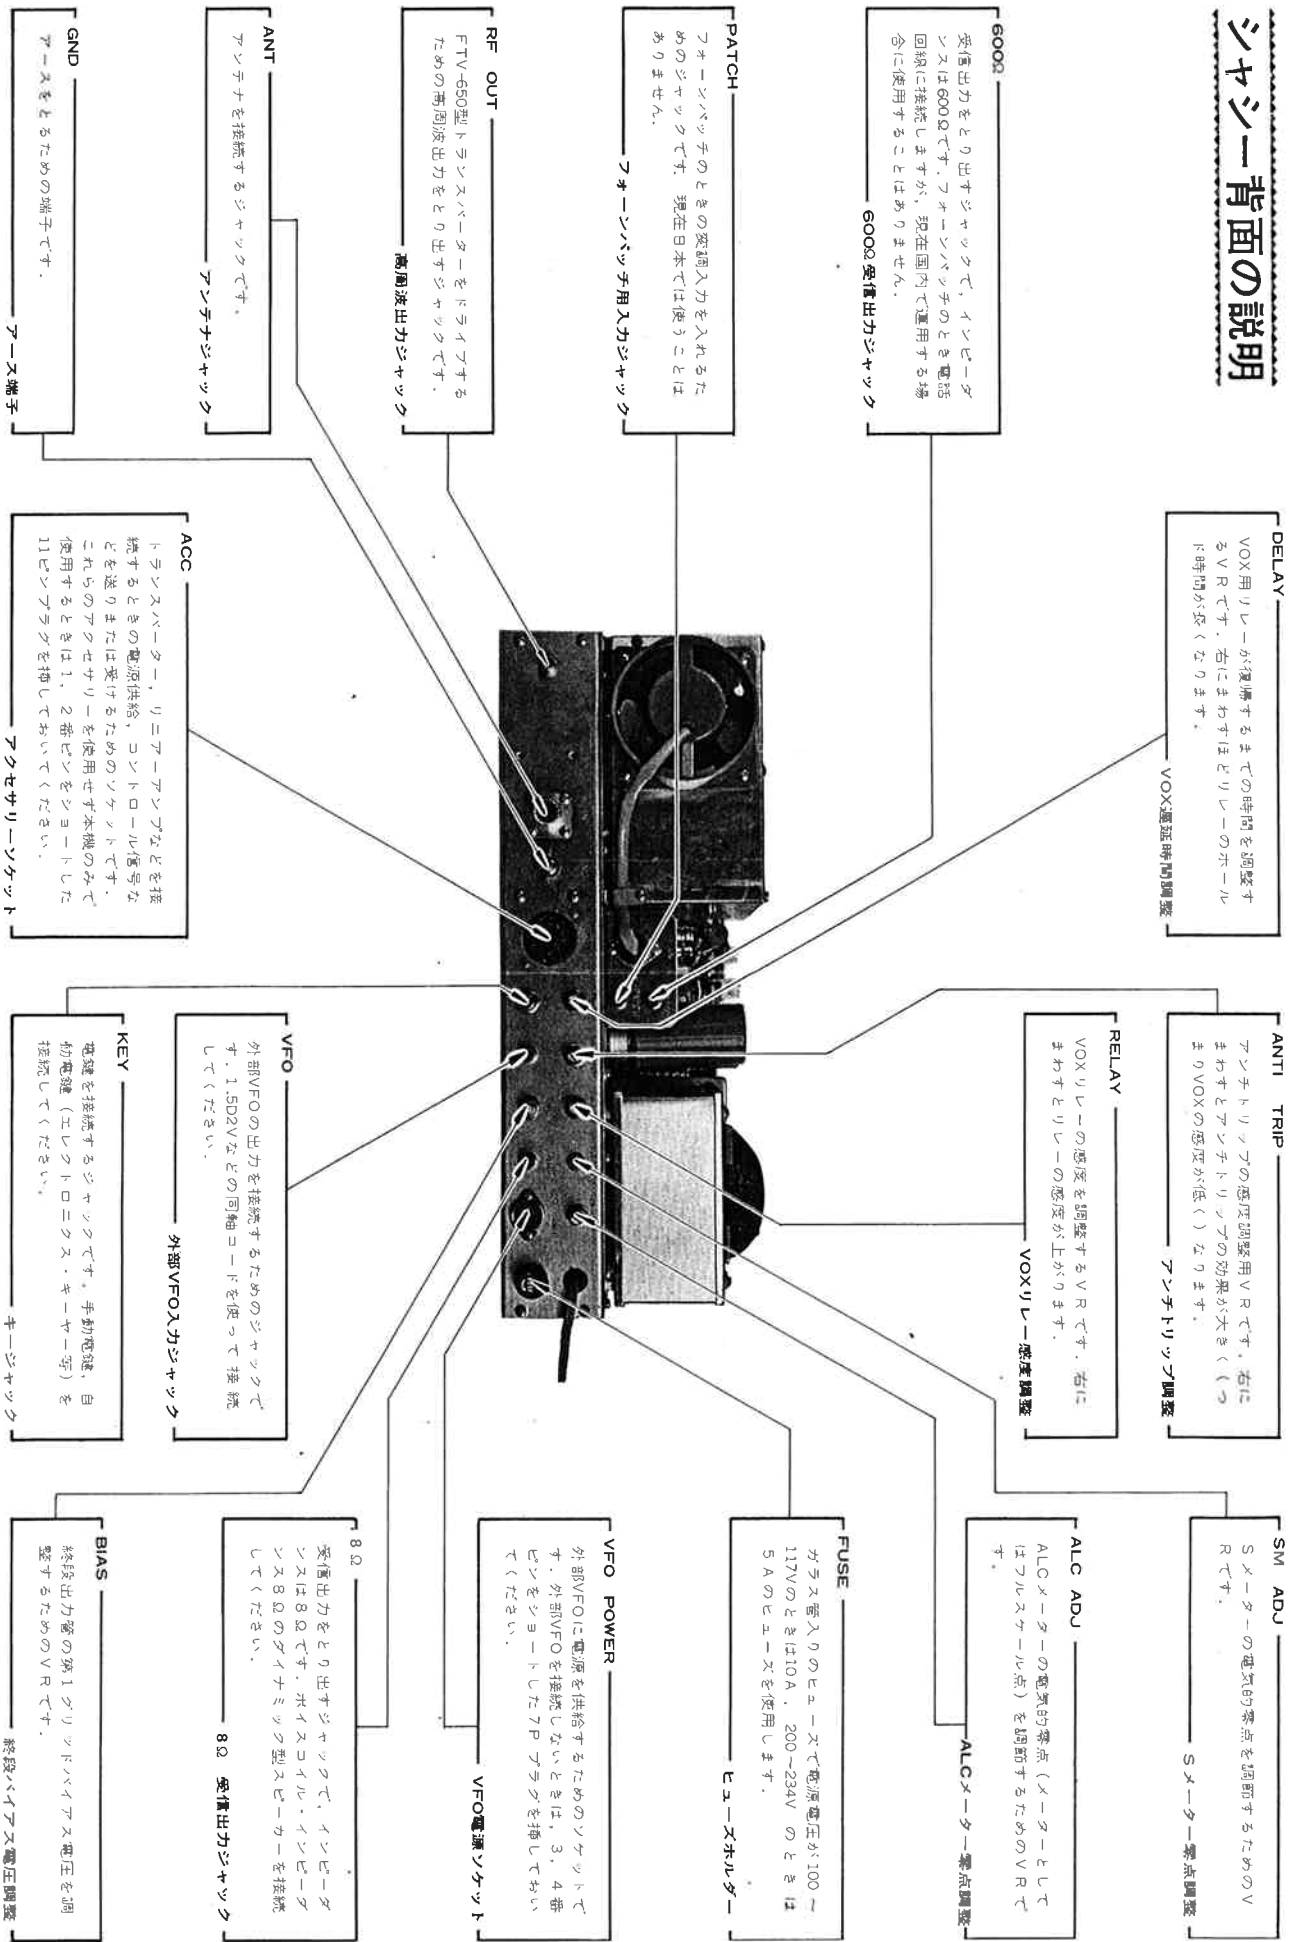 シャシー背面の説明
600Ω
受信出力をとり出すジャックで，インピーダ
ンスは600Ωです．フォーンパッチのとき電話
回線に接続しますが，現在国内で運用する場
合に使用することはありません．
600Ω受信出力ジャック
PATCH
フォーンパッチのときの変調入力を入れるた
めのジャックです．現在日本では使うことは
ありません．
フォーンパッチ用入力ジャック
RF OUT
FTV-650型トランスバーターをドライブする
ための高周波出力をとり出すジャックです．
高周波出力ジャック
ANT
アンテナを接続するジャックです．
アンテナジャック
GND
アースをとるための端子です．
アース端子
DELAY
VOX用リレーが復帰するまでの時間を調整す
るVRです．右にまわすほどリレーのホール
ド時間が長くなります．
VOX遅延時間調整
ACC
トランスバーター，リニアーアンプなどを接
続するときの電源供給，コントロール信号な
どを送りまたは受けるためのソケットです．
これらのアクセサリーを使用せず本機のみで
使用するときは1，2番ピンをショートした
11ピンプラグを挿しておいてください．
アクセサリーソケット
ANTI TRIP
アンチトリップの感度調整用VRです．右に
まわすとアンチトリップの効果が大きく（つ
まりVOXの感度が低く）なります．
アンチトリップ調整
RELAY
VOXリレーの感度を調整するVRです．右に
まわすとリレーの感度が上がります．
VOXリレー感度調整
VFO
外部VFOの出力を接続するためのジャックで
す．1.5D2Vなどの同軸コードを使って接続
してください．
外部VFO入力ジャック
KEY
電鍵を接続するジャックです．手動電鍵，自
動電鍵（エレクトロニクス・キーヤー等）を
接続してください．
キージャック
SM ADJ
Sメーターの電気的零点を調節するためのV
Rです．
Sメーター零点調整
ALC ADJ
ALCメーターの電気的零点（メーターとして
はフルスケール点）を調節するためのVRで
す．
ALCメーター零点調整
FUSE
ガラス管入りのヒューズで電源電圧が100～
117Vのときは10A，200～234Vのときは
5Aのヒューズを使用します．
ヒューズホルダー
VFO POWER
外部VFOに電源を供給するためのソケットで
す．外部VFOを接続しないときは，3，4番
ピンをショートした7Pプラグを挿しておい
てください．
VFO電源ソケット
8Ω
受信出力をとり出すジャックで，インピーダ
ンスは8Ωです．ボイスコイル・インピーダ
ンス8Ωのダイナミック型スピーカーを接続
してください．
8Ω 受信出力ジャック
BIAS
終段出力管の第1グリッドバイアス電圧を調
整するためのVRです．
終段バイアス電圧調整